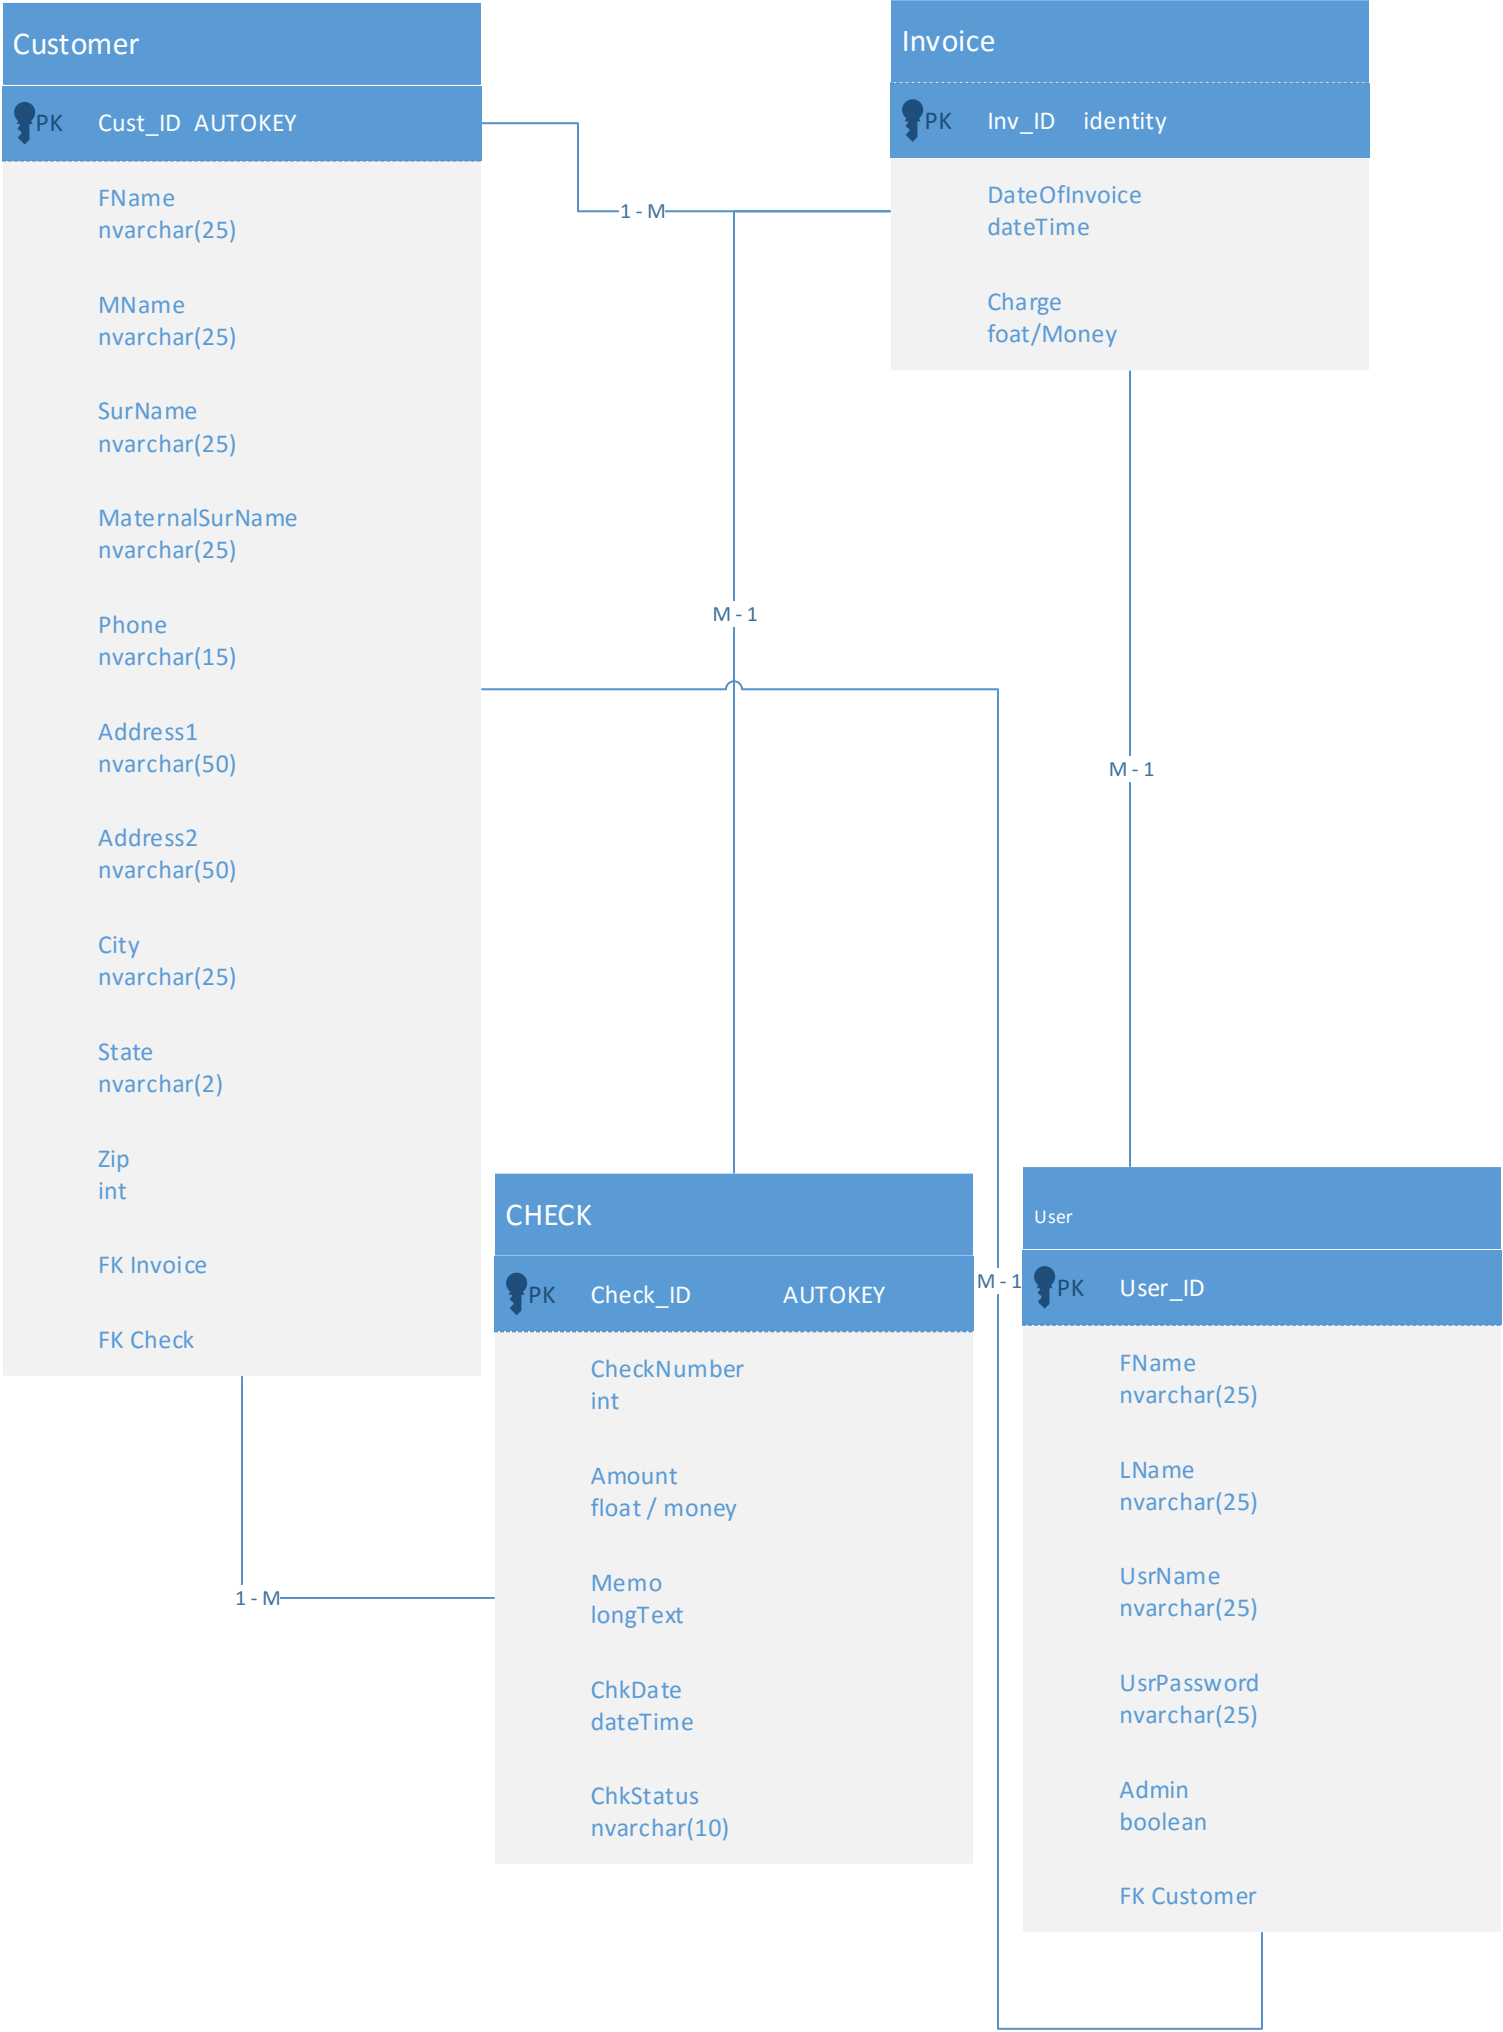 Customer
PK Cust_ID AUTOKEY
FName
nvarchar(25)
MName
nvarchar(25)
SurName
nvarchar(25)
MaternalSurName
nvarchar(25)
Phone
nvarchar(15)
Address1
nvarchar(50)
Address2
nvarchar(50)
City
nvarchar(25)
State
nvarchar(2)
Zip
int
FK Invoice
FK Check
1 - M
Invoice
PK Inv_ID identity
DateOfInvoice
dateTime
Charge
foat/Money
M - 1
M - 1
1 - M
CHECK
PK Check_ID AUTOKEY
CheckNumber
int
Amount
float / money
Memo
longText
ChkDate
dateTime
ChkStatus
nvarchar(10)
M - 1
User
PK User_ID
FName
nvarchar(25)
LName
nvarchar(25)
UsrName
nvarchar(25)
UsrPassword
nvarchar(25)
Admin
boolean
FK Customer